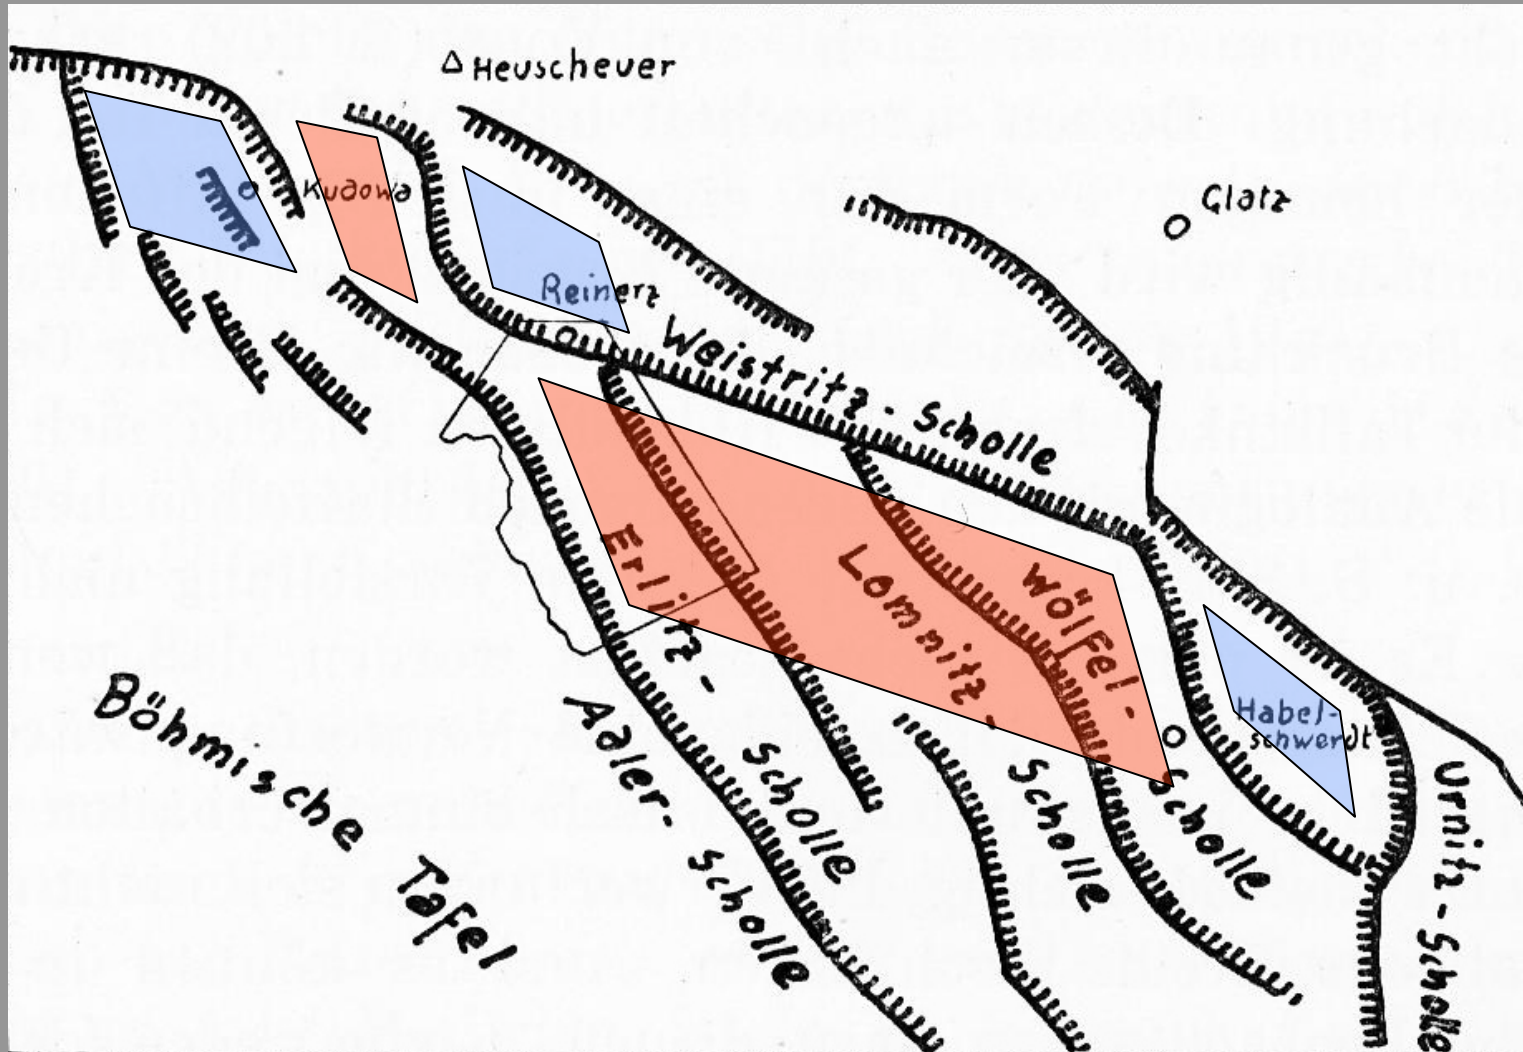 Heuscheuer
Glatz
Kudowa
Reinerz
Weistritz-Scholle
Erlitz-
Scholle
Lomnitz-
Scholle
Wölfel-
Scholle
Habel-
schwerdt
Adler-
Scholle
Böhmische Tafel
Urnitz-Scholle